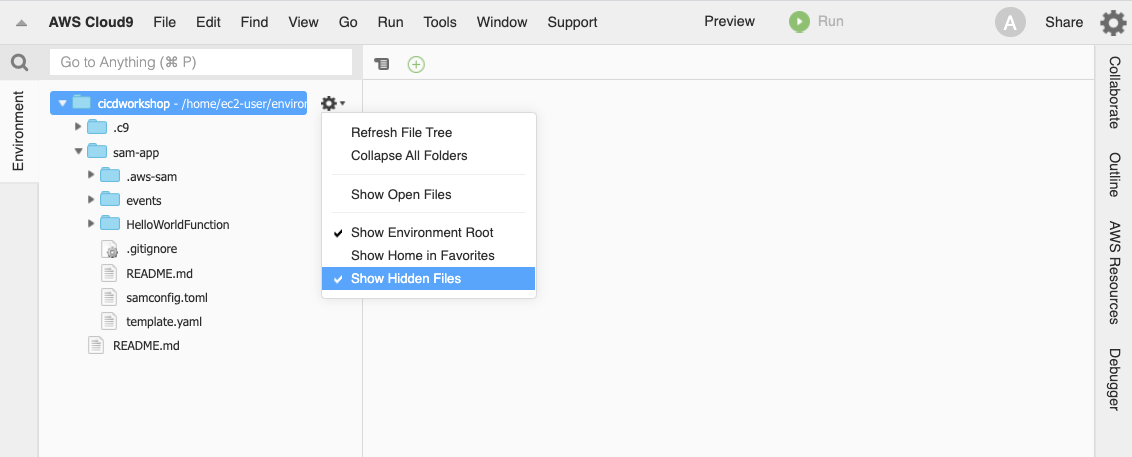 AWS Cloud9 File Edit Find View Go Run Tools Window Support Preview Run A Share
Go to Anything (⌘ P)
Environment
cicdworkshop - /home/ec2-user/environ
.c9
sam-app
.aws-sam
events
HelloWorldFunction
.gitignore
README.md
samconfig.toml
template.yaml
README.md
Refresh File Tree
Collapse All Folders
Show Open Files
Show Environment Root
Show Home in Favorites
Show Hidden Files
Collaborate
Outline
AWS Resources
Debugger